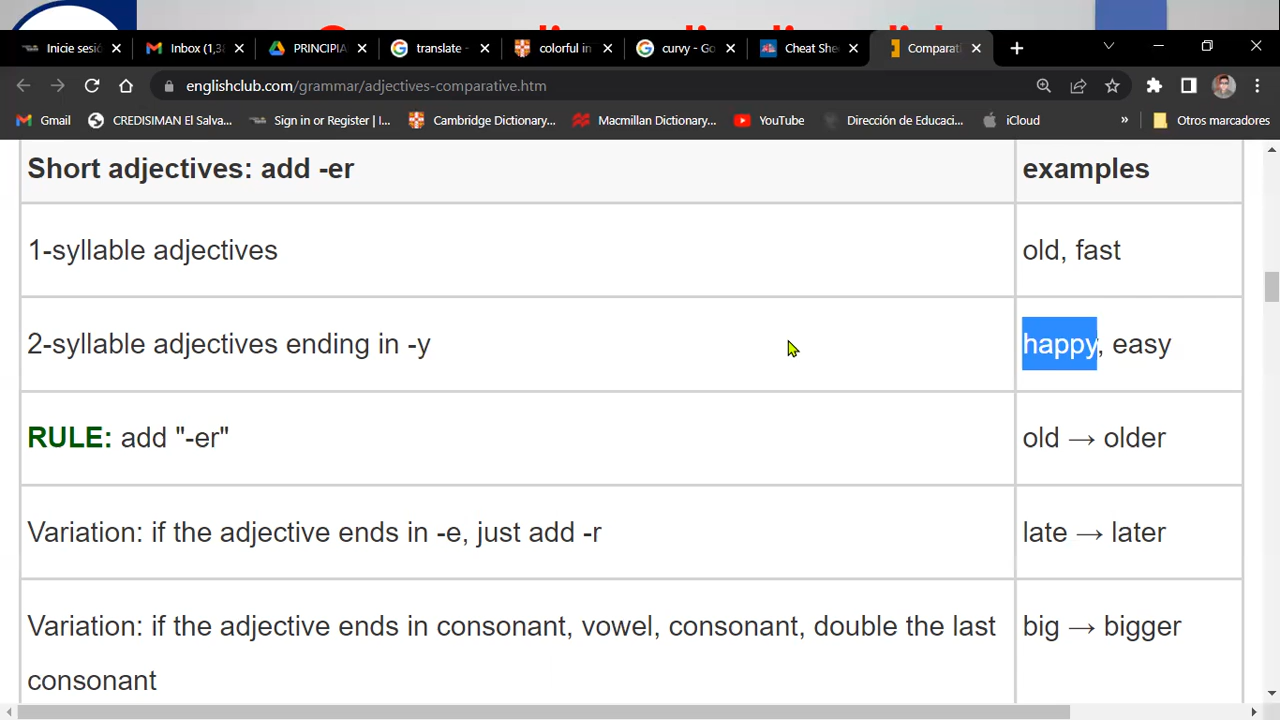 Inicie sesió
Inbox (1,38
PRINCIPIA
translate -
colorful in
curvy - Go
Cheat She
Comparati
englishclub.com/grammar/adjectives-comparative.htm
Gmail
CREDISIMAN El Salva...
Sign in or Register | I...
Cambridge Dictionary...
Macmillan Dictionary...
YouTube
Dirección de Educaci...
iCloud
»
Otros marcadores
Short adjectives: add -er
examples
1-syllable adjectives
old, fast
2-syllable adjectives ending in -y
happy, easy
RULE: add "-er"
old → older
Variation: if the adjective ends in -e, just add -r
late → later
Variation: if the adjective ends in consonant, vowel, consonant, double the last
consonant
big → bigger